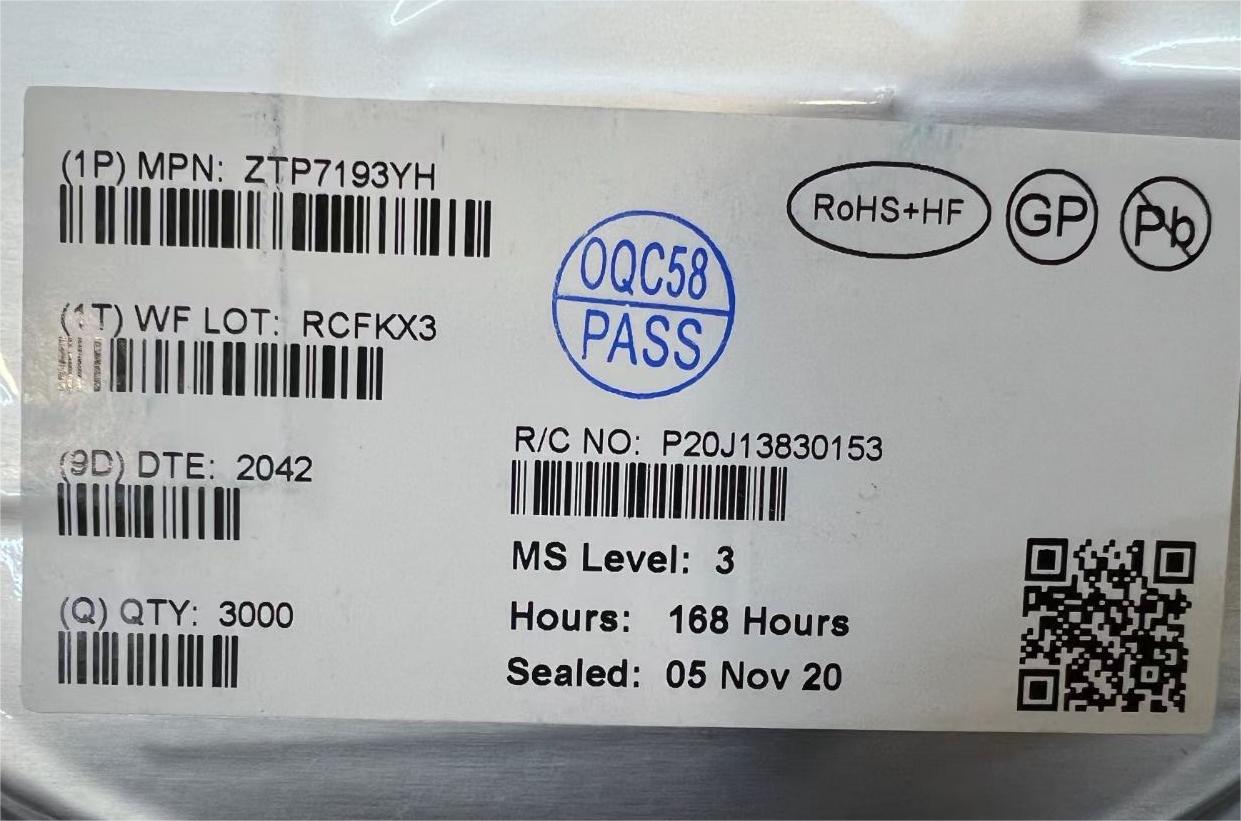 (1P) MPN: ZTP7193YH
RoHS+HF
GP
Pb
OQC58
PASS
(1T) WF LOT: RCFKX3
R/C NO: P20J13830153
(9D) DTE: 2042
MS Level: 3
(Q) QTY: 3000
Hours: 168 Hours
Sealed: 05 Nov 20